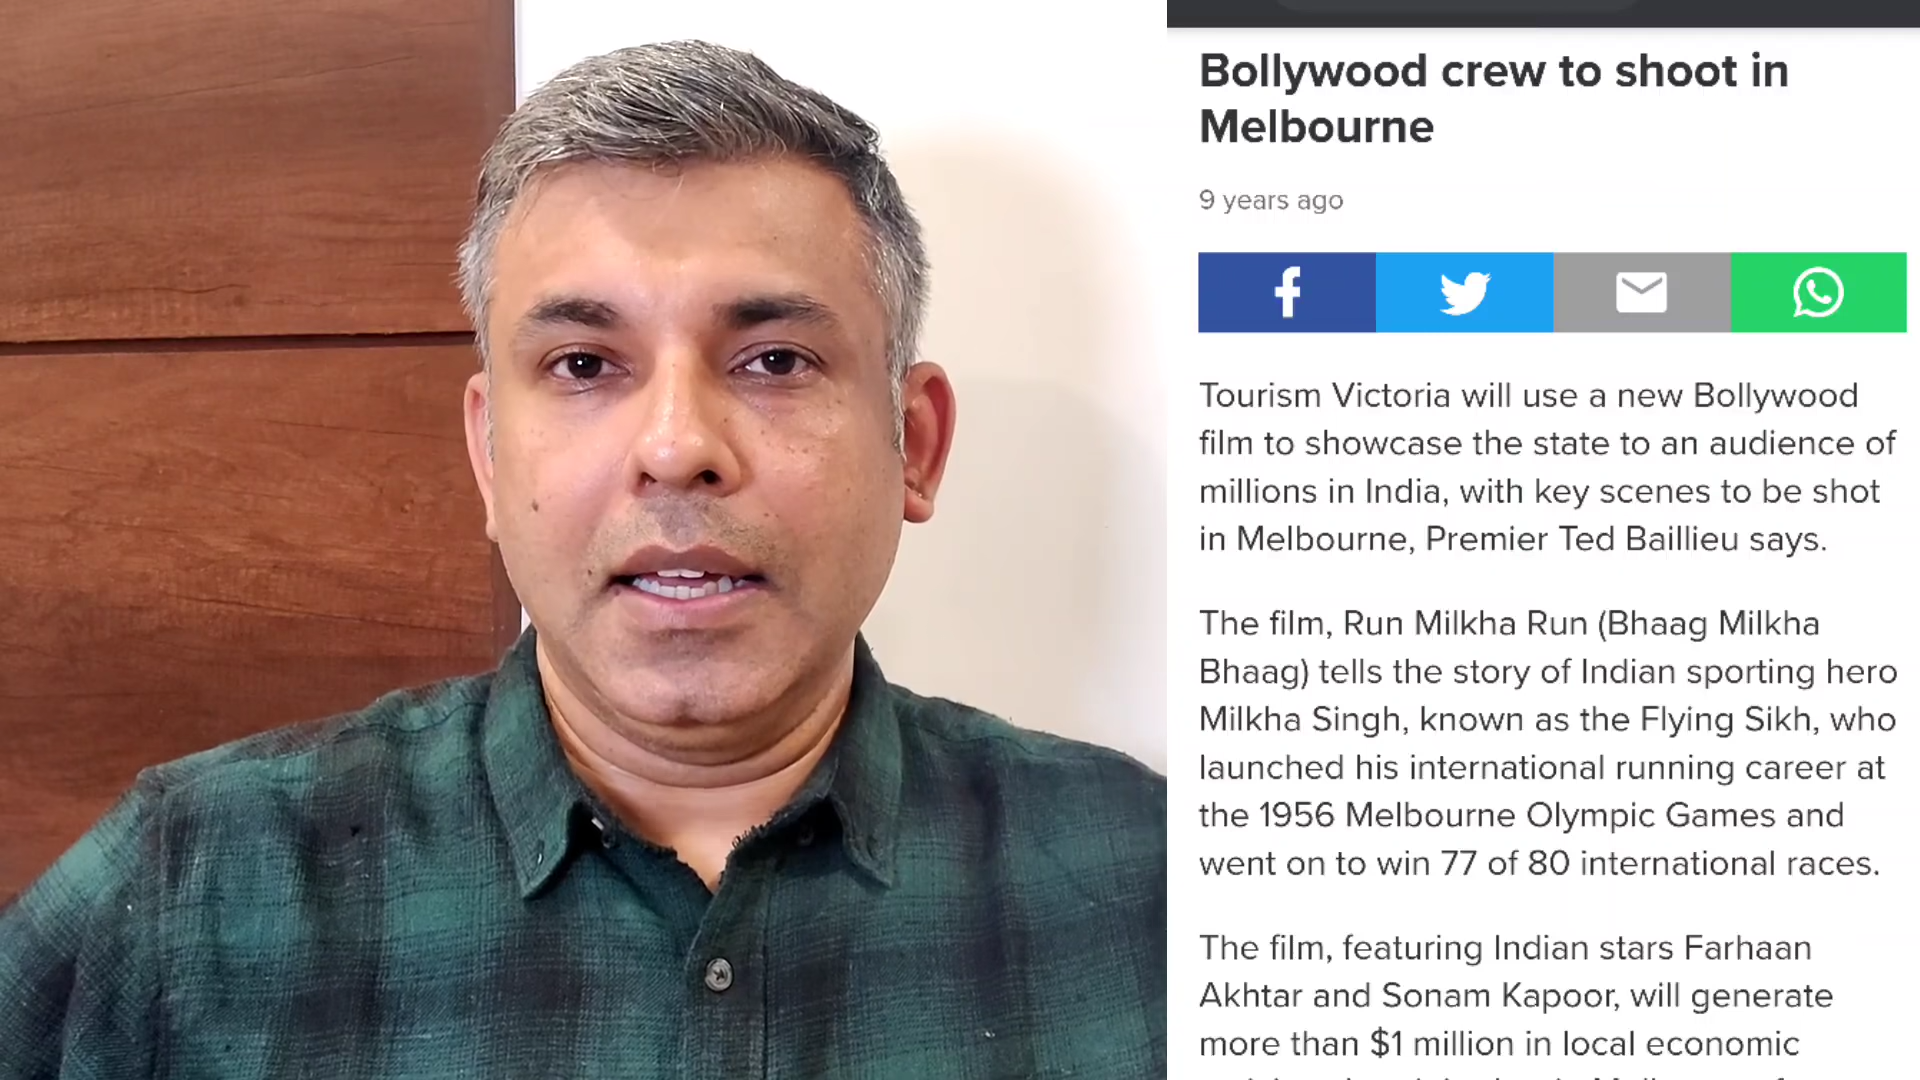 Bollywood crew to shoot in
Melbourne
9 years ago
Tourism Victoria will use a new Bollywood
film to showcase the state to an audience of
millions in India, with key scenes to be shot
in Melbourne, Premier Ted Baillieu says.
The film, Run Milkha Run (Bhaag Milkha
Bhaag) tells the story of Indian sporting hero
Milkha Singh, known as the Flying Sikh, who
launched his international running career at
the 1956 Melbourne Olympic Games and
went on to win 77 of 80 international races.
The film, featuring Indian stars Farhaan
Akhtar and Sonam Kapoor, will generate
more than $1 million in local economic